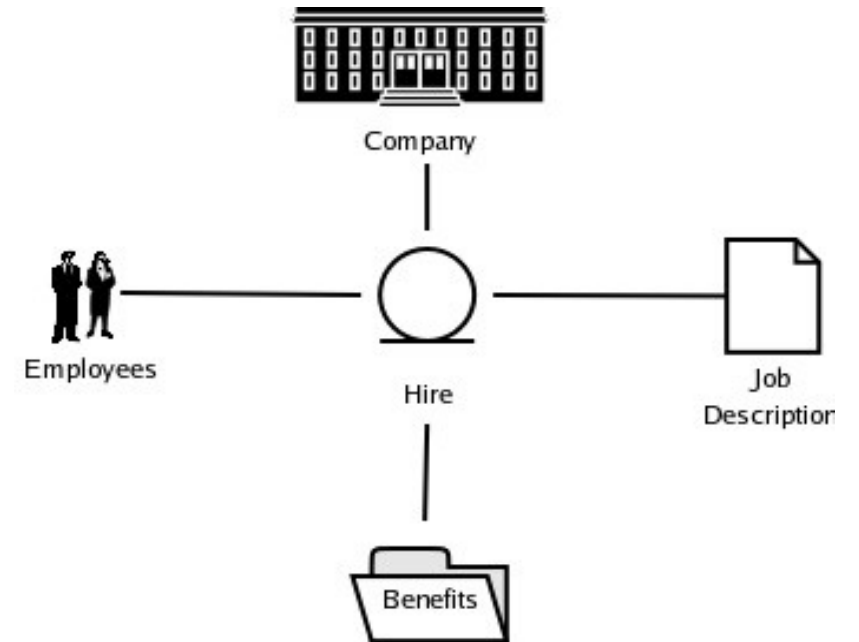 Company
Employees
Hire
Job
Description
Benefits